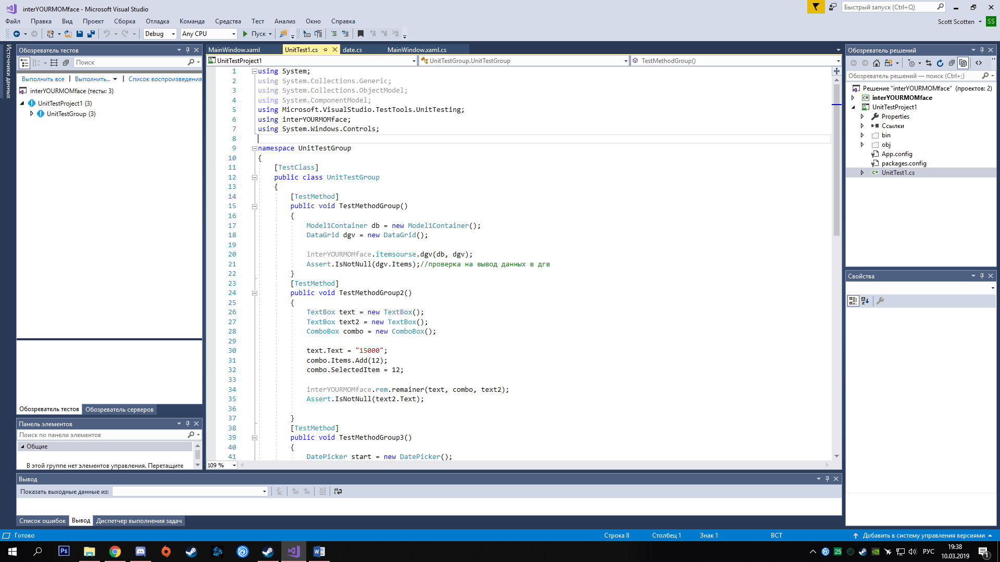 interYOURMOMface - Microsoft Visual Studio
Быстрый запуск (Ctrl+Q)
Файл Правка Вид Проект Сборка Отладка Команда Средства Тест Анализ Окно Справка
Scott Scotten SS
Debug Any CPU Пуск
Источники данных
Обозреватель тестов
Поиск
Выполнить все Выполнить... Список воспроизведения
interYOURMOMface (тесты: 3)
UnitTestProject1 (3)
UnitTestGroup (3)
Обозреватель тестов Обозреватель серверов
Панель элементов
Поиск по панели элементов
Общие
В этой группе нет элементов управления. Перетащите
MainWindow.xaml UnitTest1.cs date.cs MainWindow.xaml.cs
UnitTestProject1 UnitTestGroup.UnitTestGroup TestMethodGroup()
1 using System;
2 using System.Collections.Generic;
3 using System.Collections.ObjectModel;
4 using System.ComponentModel;
5 using Microsoft.VisualStudio.TestTools.UnitTesting;
6 using interYOURMOMface;
7 using System.Windows.Controls;
8
9 namespace UnitTestGroup
10 {
11 [TestClass]
12 public class UnitTestGroup
13 {
14 [TestMethod]
15 public void TestMethodGroup()
16 {
17 Model1Container db = new Model1Container();
18 DataGrid dgv = new DataGrid();
19
20 interYOURMOMface.itemsourse.dgv(db, dgv);
21 Assert.IsNotNull(dgv.Items);//проверка на вывод данных в дгв
22 }
23 [TestMethod]
24 public void TestMethodGroup2()
25 {
26 TextBox text = new TextBox();
27 TextBox text2 = new TextBox();
28 ComboBox combo = new ComboBox();
29
30 text.Text = "15000";
31 combo.Items.Add(12);
32 combo.SelectedItem = 12;
33
34 interYOURMOMface.rem.remainer(text, combo, text2);
35 Assert.IsNotNull(text2.Text);
36
37 }
38 [TestMethod]
39 public void TestMethodGroup3()
40 {
41 DatePicker start = new DatePicker();
109 %
Обозреватель решений
Обозреватель решений — поиск (Ctrl+;)
Решение "interYOURMOMface" (проектов: 2)
interYOURMOMface
UnitTestProject1
Properties
Ссылки
bin
obj
App.config
packages.config
UnitTest1.cs
Свойства
Вывод
Показать выходные данные из:
Список ошибок Вывод Диспетчер выполнения задач
Готово Строка 8 Столбец 1 Знак 1 ВСТ Добавить в систему управления версиями
Ps 25 РУС 19:38
10.03.2019 1